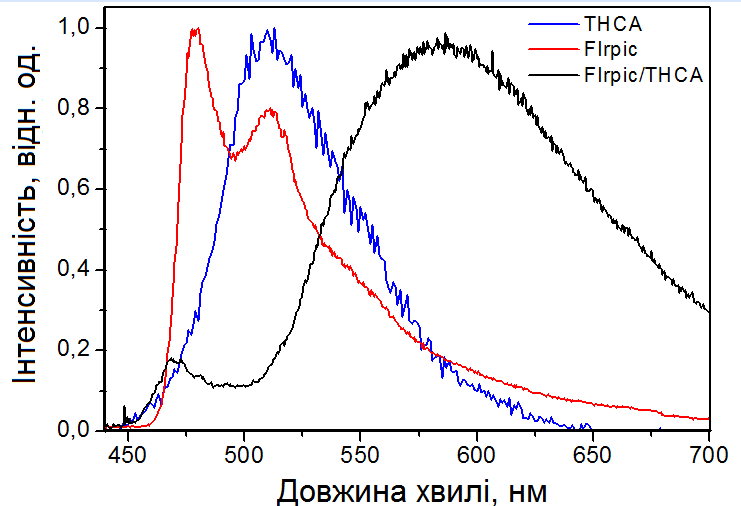 THCA
FIrpic
FIrpic/THCA
Інтенсивність, відн. од.
1,0
0,8
0,6
0,4
0,2
0,0
450 500 550 600 650 700
Довжина хвилі, нм